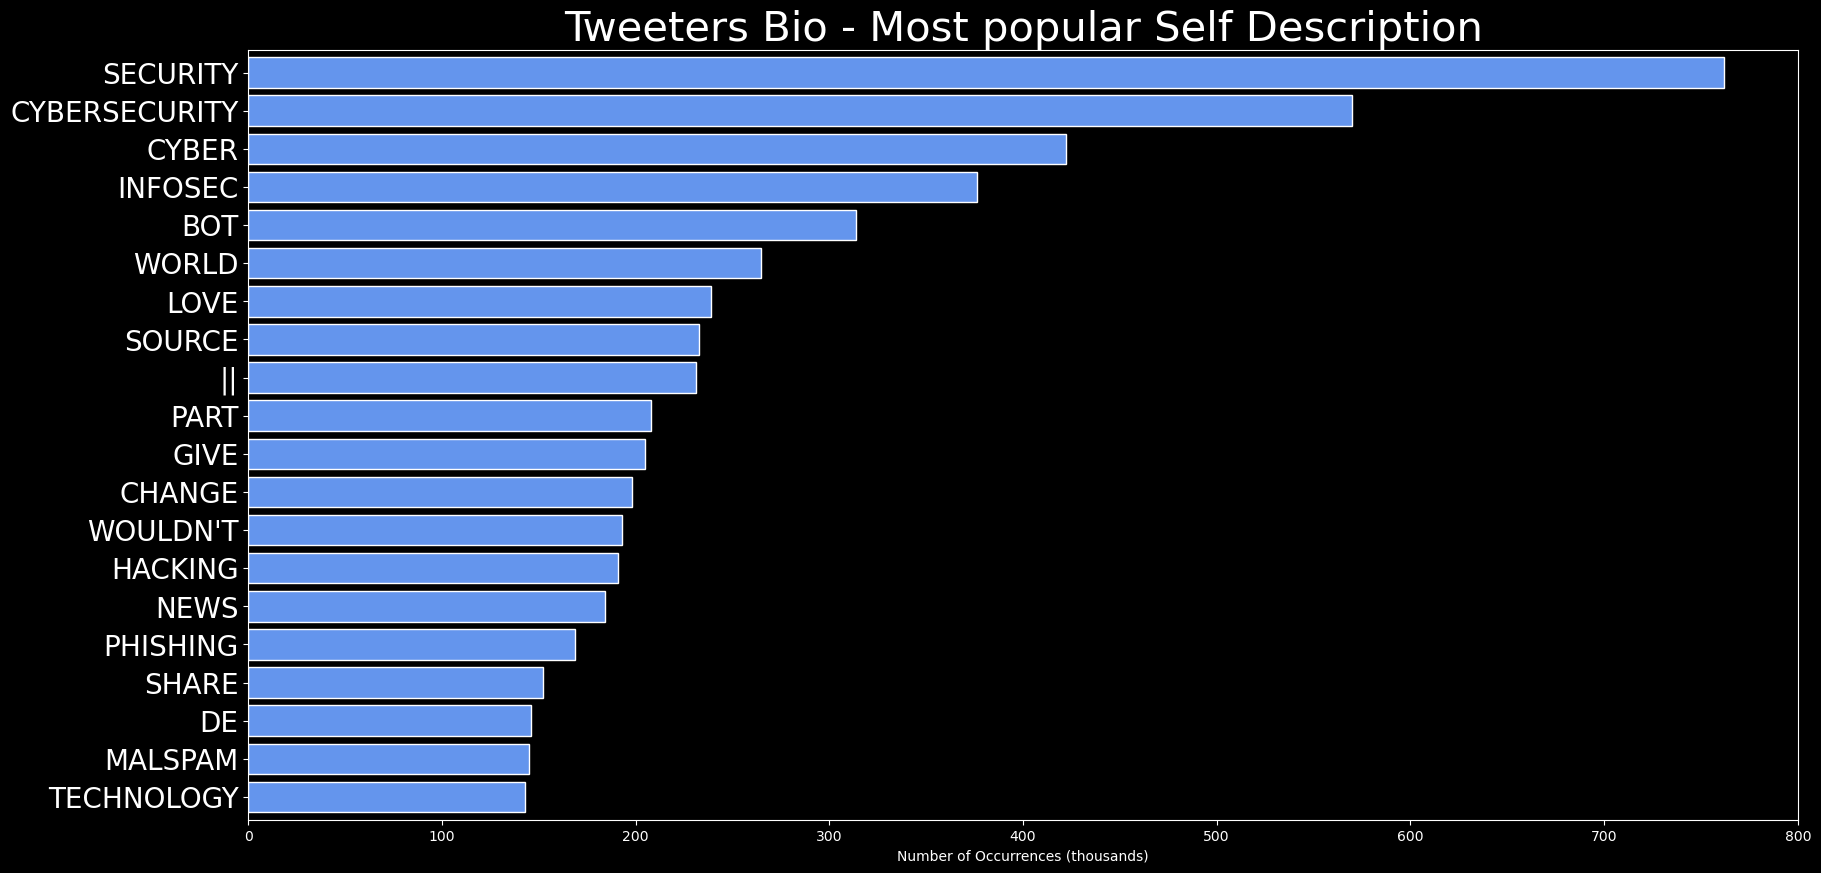 Tweeters Bio - Most popular Self Description
SECURITY
CYBERSECURITY
CYBER
INFOSEC
BOT
WORLD
LOVE
SOURCE
||
PART
GIVE
CHANGE
WOULDN'T
HACKING
NEWS
PHISHING
SHARE
DE
MALSPAM
TECHNOLOGY
0 100 200 300 400 500 600 700 800
Number of Occurrences (thousands)